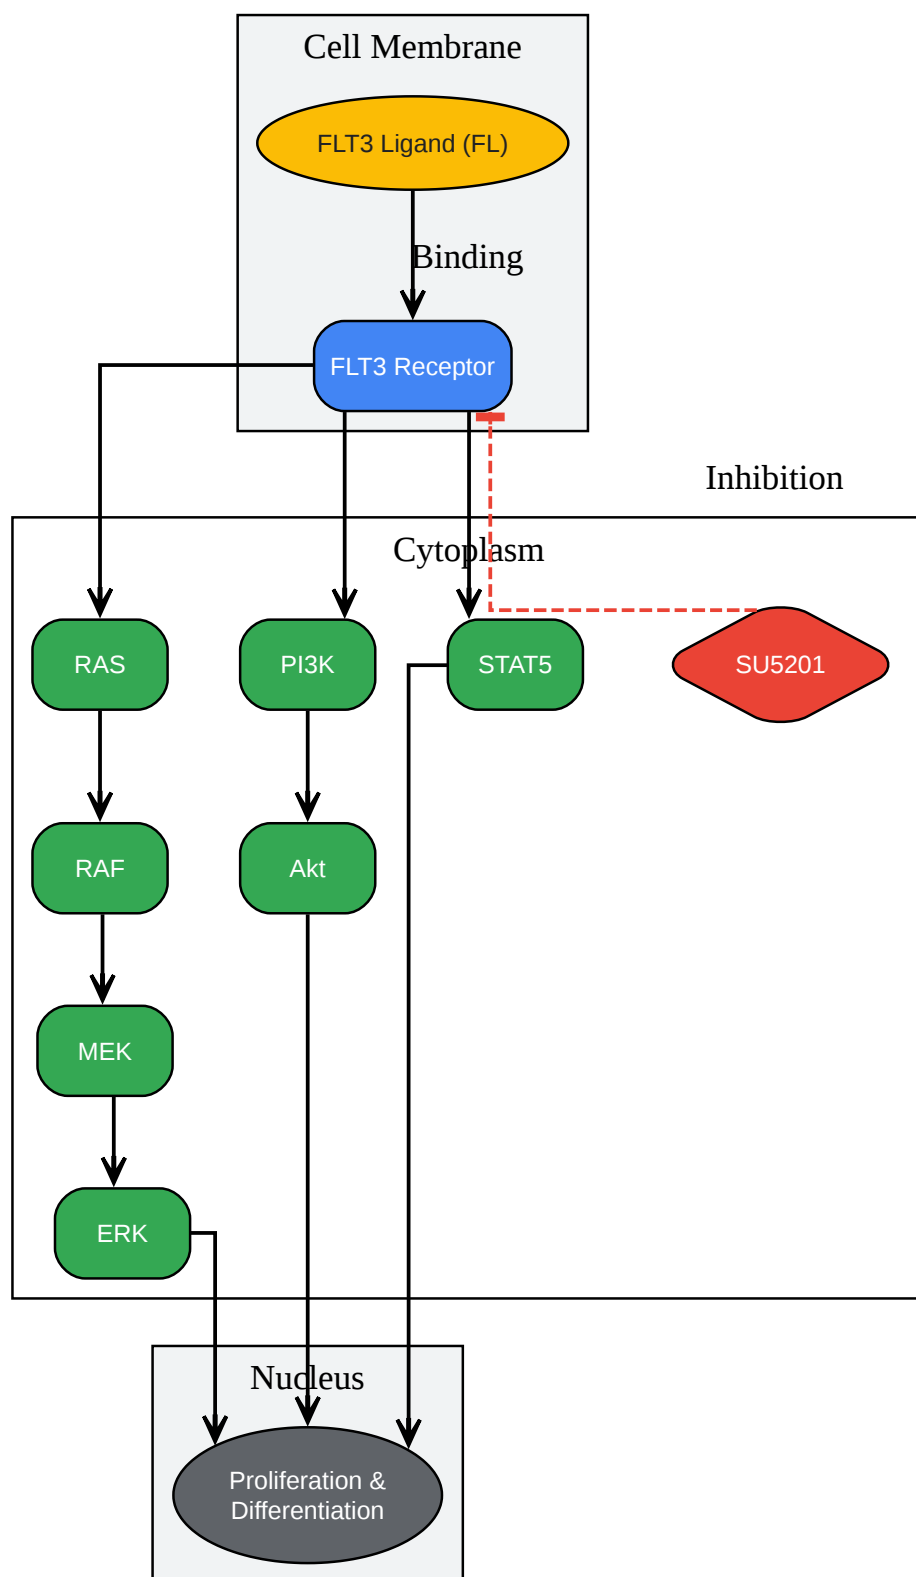 Cell Membrane
FLT3 Ligand (FL)
Binding
FLT3 Receptor
Inhibition
Cytoplasm
RAS
PI3K
STAT5
SU5201
RAF
Akt
MEK
ERK
Nucleus
Proliferation &
Differentiation